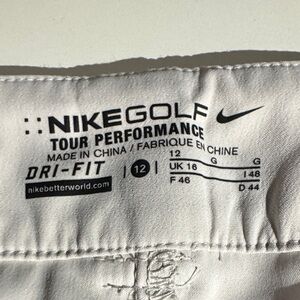 NIKEGOLF
TOUR PERFORMANCE
MADE IN CHINA / FABRIQUE EN CHINE
DRI-FIT | 12 |
nikebetterworld.com
12 G G
UK 16 I 48
F 46 D 44